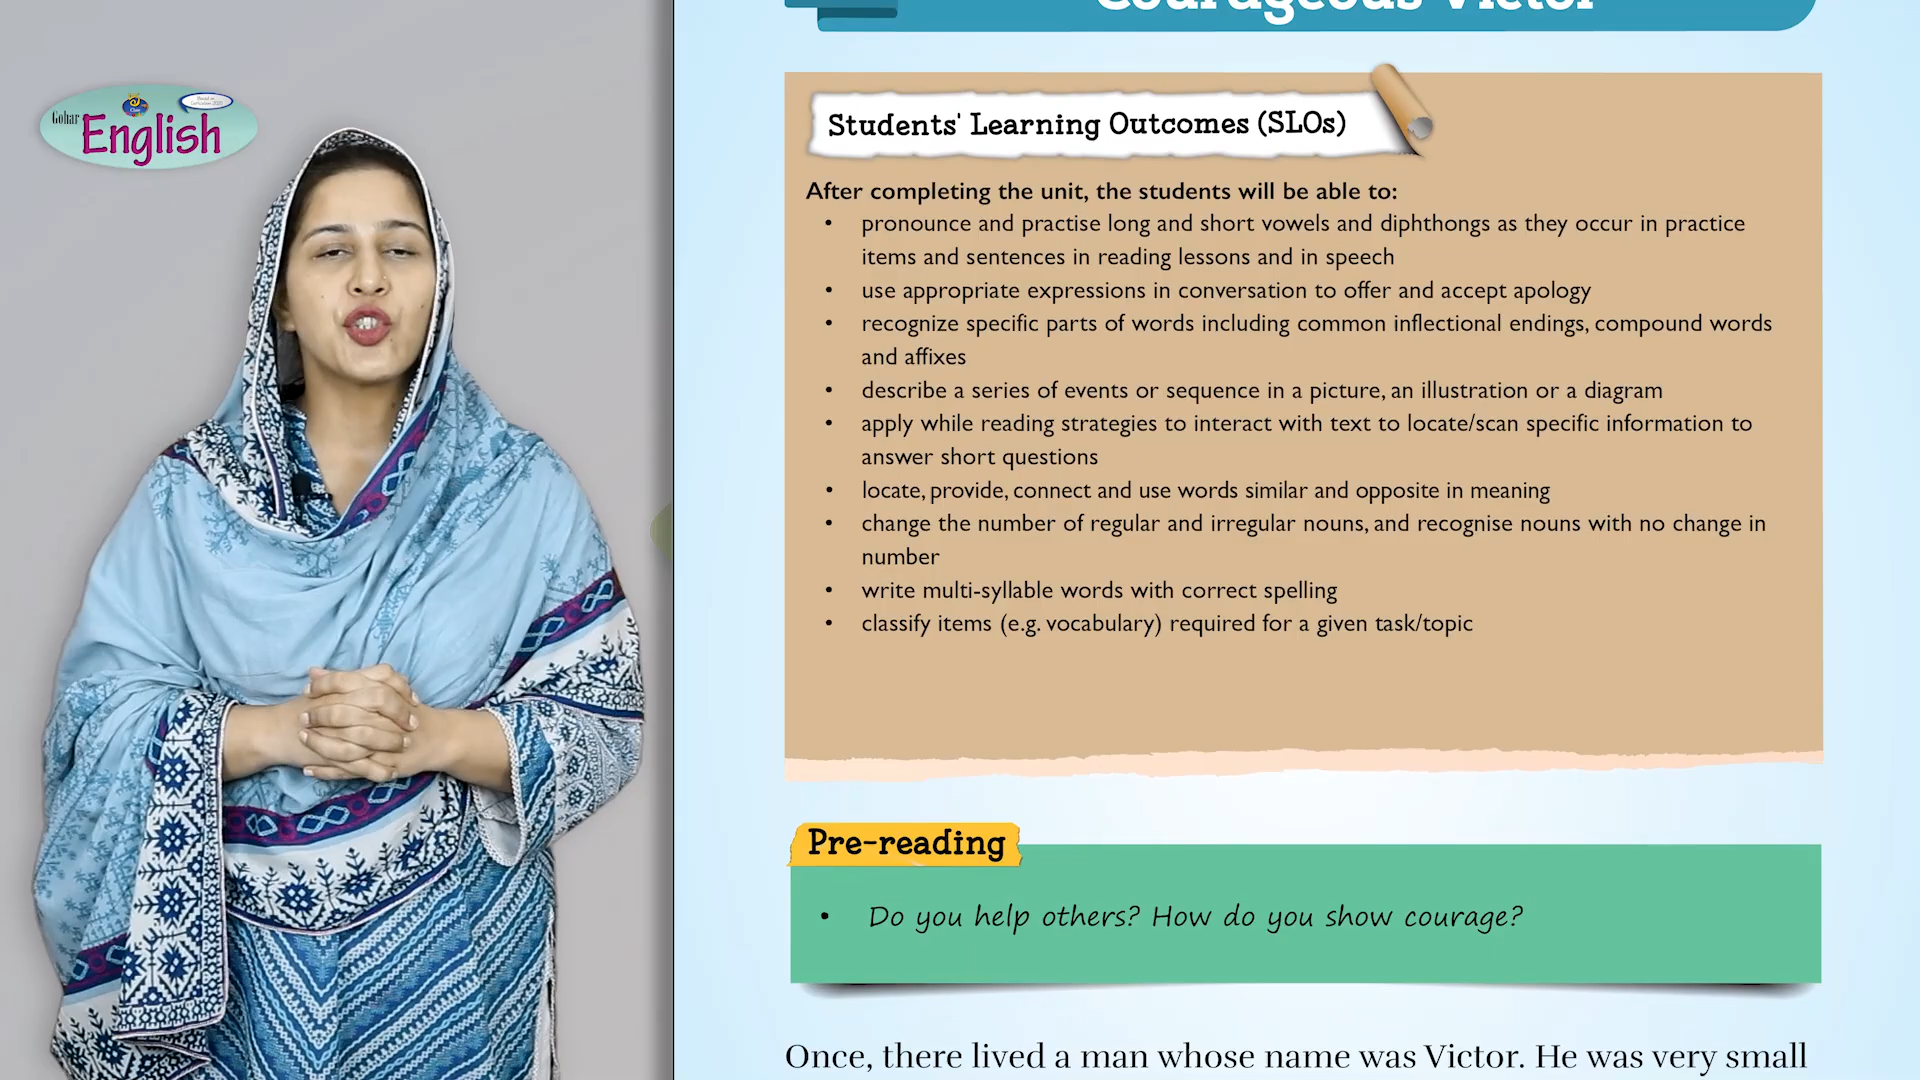 Courageous Victor
Gohar
English
Students' Learning Outcomes (SLOs)
After completing the unit, the students will be able to:
• pronounce and practise long and short vowels and diphthongs as they occur in practice
items and sentences in reading lessons and in speech
• use appropriate expressions in conversation to offer and accept apology
• recognize specific parts of words including common inflectional endings, compound words
and affixes
• describe a series of events or sequence in a picture, an illustration or a diagram
• apply while reading strategies to interact with text to locate/scan specific information to
answer short questions
• locate, provide, connect and use words similar and opposite in meaning
• change the number of regular and irregular nouns, and recognise nouns with no change in
number
• write multi-syllable words with correct spelling
• classify items (e.g. vocabulary) required for a given task/topic
Pre-reading
• Do you help others? How do you show courage?
Once, there lived a man whose name was Victor. He was very small